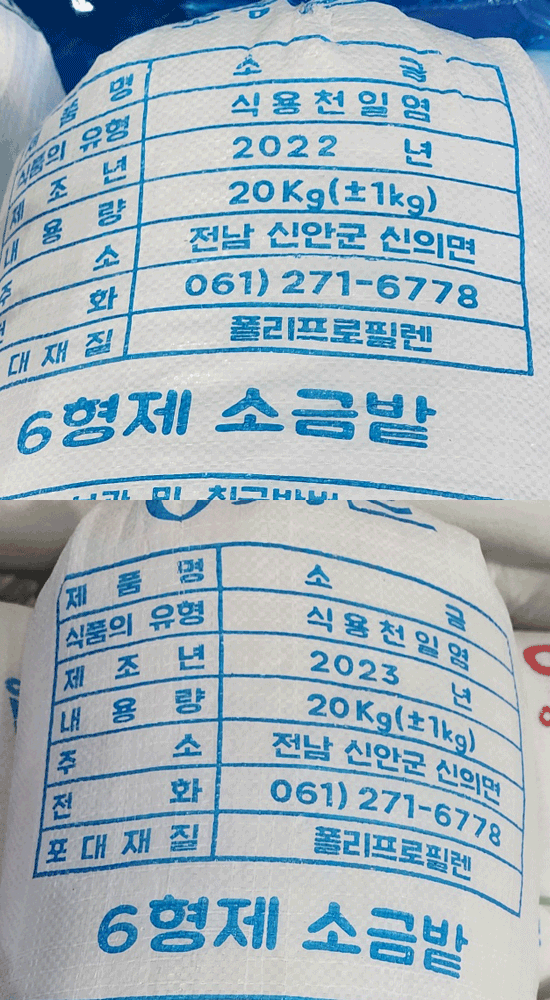 품 명 소 금
식품의 유형 식용천일염
제 조 년 2022 년
내 용 량 20Kg(±1kg)
주 소 전남 신안군 신의면
전 화 061) 271-6778
대 재 질 폴리프로필렌
6형제 소금밭
제 품 명 소 금
식품의 유형 식용천일염
제 조 년 2023 년
내 용 량 20Kg(±1kg)
주 소 전남 신안군 신의면
전 화 061) 271-6778
포 대 재 질 폴리프로필렌
6형제 소금밭